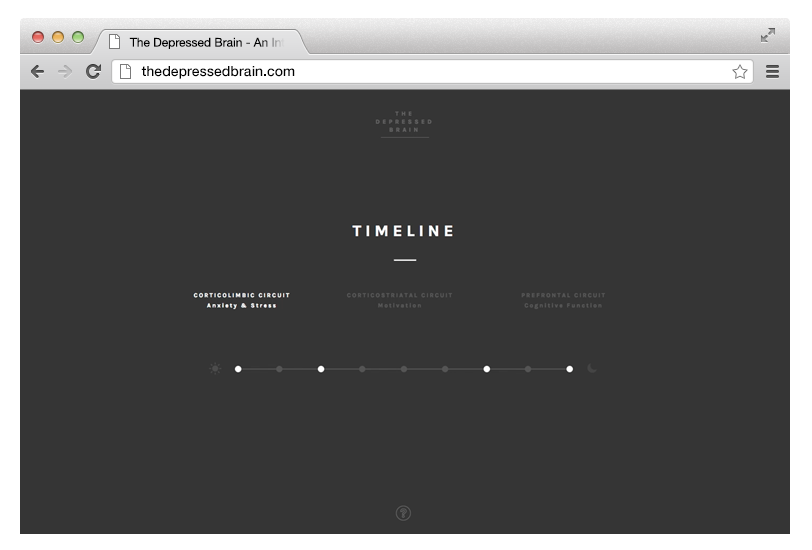 The Depressed Brain - An In
thedepressedbrain.com
THE
DEPRESSED
BRAIN
TIMELINE
CORTICOLIMBIC CIRCUIT
Anxiety & Stress
CORTICOSTRIATAL CIRCUIT
Motivation
PREFRONTAL CIRCUIT
Cognitive Function
?